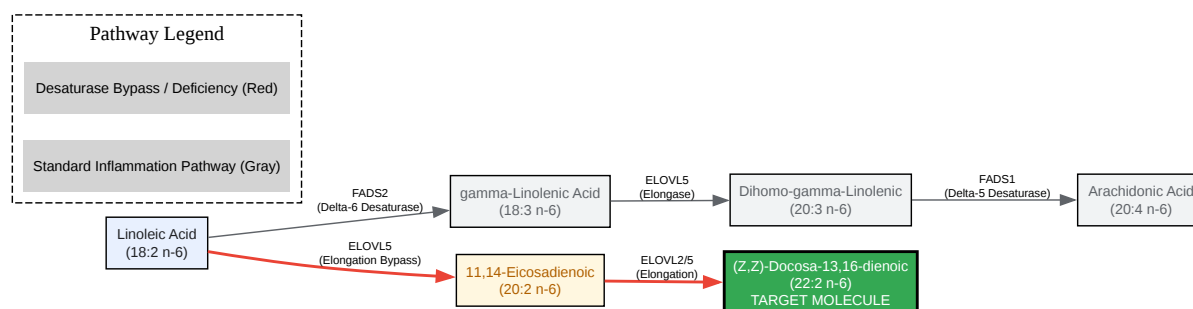 Pathway Legend
Desaturase Bypass / Deficiency (Red)
Standard Inflammation Pathway (Gray)
Linoleic Acid
(18:2 n-6)
FADS2
(Delta-6 Desaturase)
gamma-Linolenic Acid
(18:3 n-6)
ELOVL5
(Elongase)
Dihomo-gamma-Linolenic
(20:3 n-6)
FADS1
(Delta-5 Desaturase)
Arachidonic Acid
(20:4 n-6)
ELOVL5
(Elongation Bypass)
11,14-Eicosadienoic
(20:2 n-6)
ELOVL2/5
(Elongation)
(Z,Z)-Docosa-13,16-dienoic
(22:2 n-6)
TARGET MOLECULE